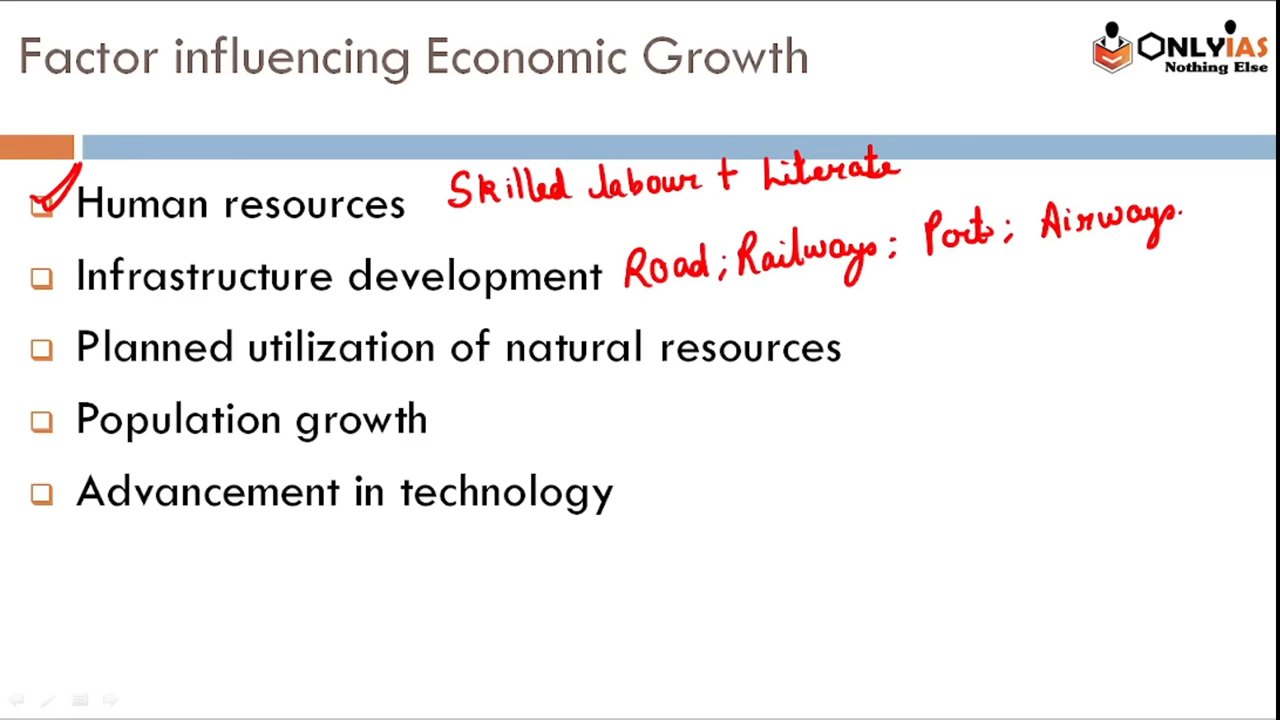 Factor influencing Economic Growth
ONLYIAS
Nothing Else
Human resources Skilled labour + Literate
Infrastructure development Road; Railways; Ports; Airways.
Planned utilization of natural resources
Population growth
Advancement in technology